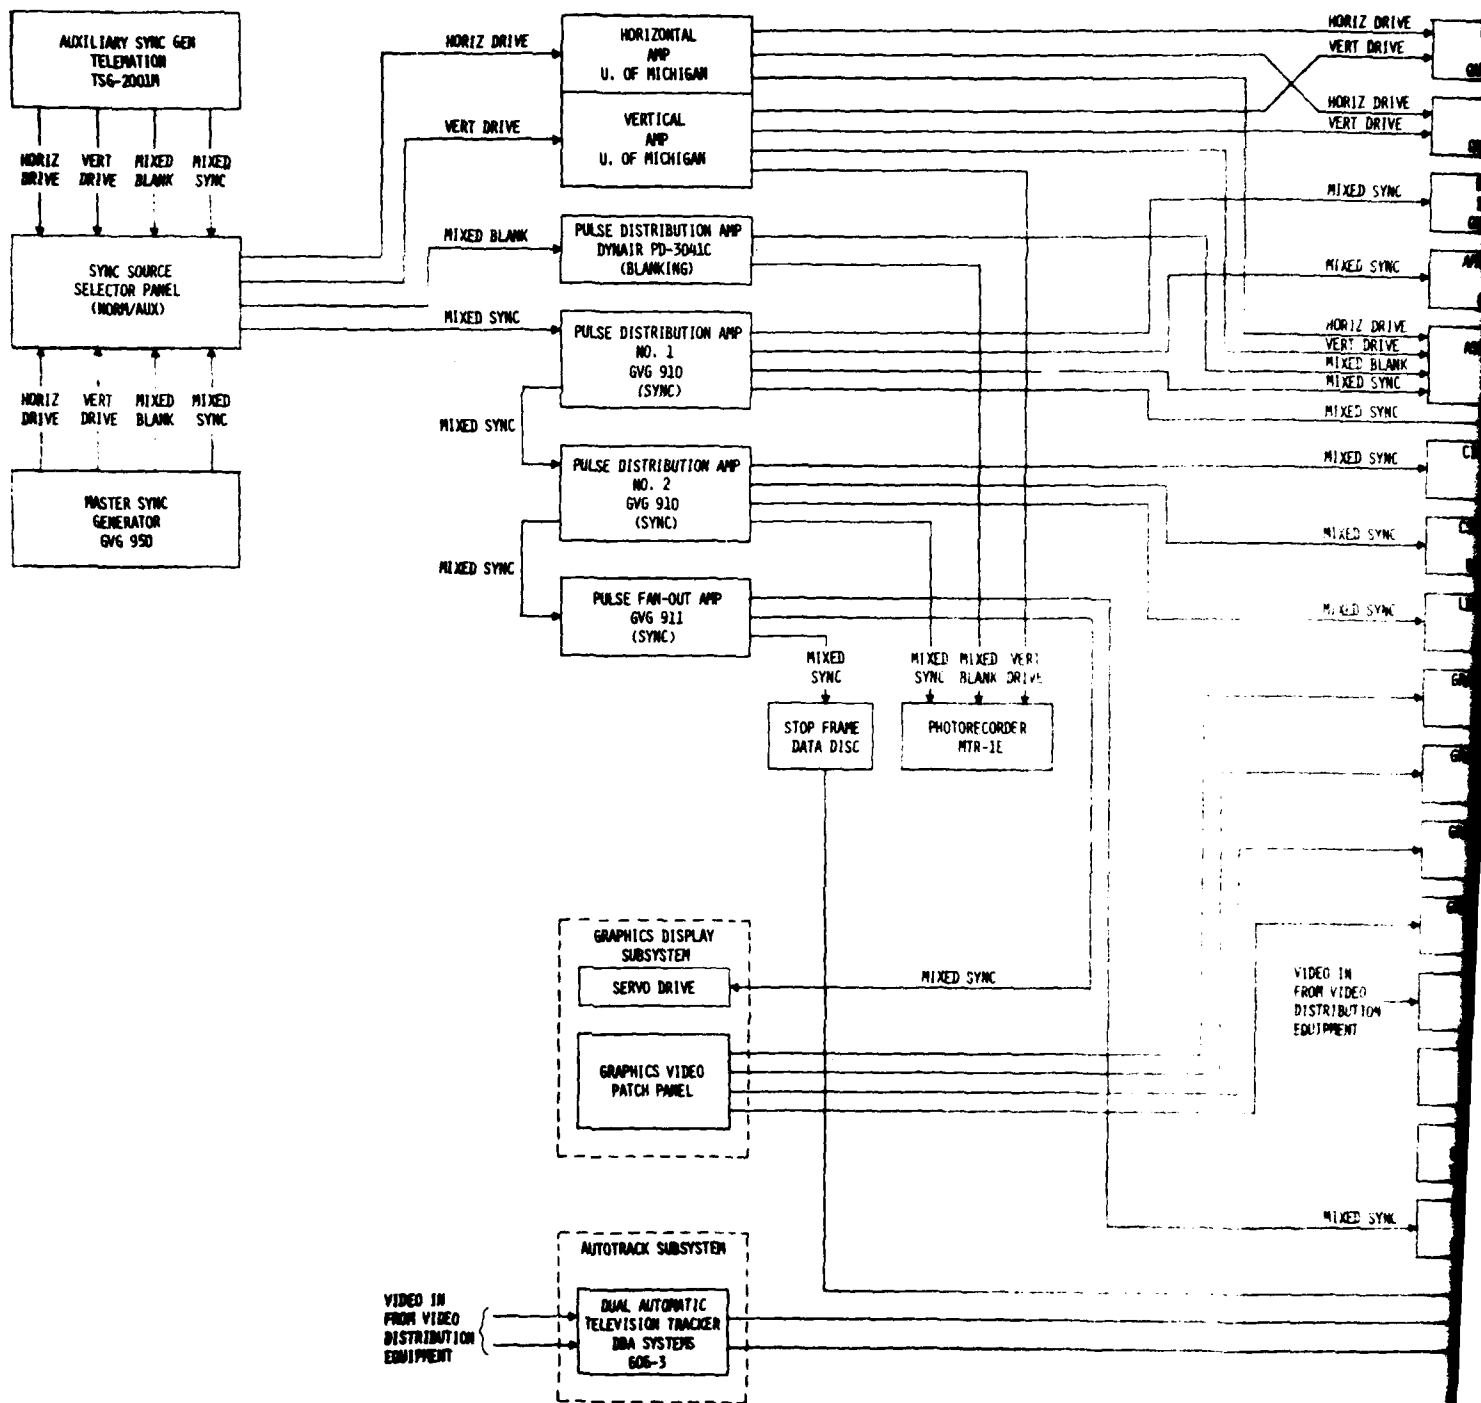 AUXILIARY SYNC GEN
TELEMATION
TSG-2001M
HORIZ DRIVE
VERT DRIVE
MIXED BLANK
MIXED SYNC
SYNC SOURCE
SELECTOR PANEL
(NORM/AUX)
HORIZ DRIVE
VERT DRIVE
MIXED BLANK
MIXED SYNC
MASTER SYNC
GENERATOR
GVG 950
HORIZ DRIVE
VERT DRIVE
MIXED BLANK
MIXED SYNC
MIXED SYNC
MIXED SYNC
HORIZONTAL
AMP
U. OF MICHIGAN
VERTICAL
AMP
U. OF MICHIGAN
PULSE DISTRIBUTION AMP
DYNAIR PD-3041C
(BLANKING)
PULSE DISTRIBUTION AMP
NO. 1
GVG 910
(SYNC)
PULSE DISTRIBUTION AMP
NO. 2
GVG 910
(SYNC)
PULSE FAN-OUT AMP
GVG 911
(SYNC)
MIXED
SYNC
MIXED
SYNC
MIXED
BLANK
VERT
DRIVE
STOP FRAME
DATA DISC
PHOTORECORDER
MTR-1E
GRAPHICS DISPLAY
SUBSYSTEM
SERVO DRIVE
MIXED SYNC
GRAPHICS VIDEO
PATCH PANEL
AUTOTRACK SUBSYSTEM
VIDEO IN
FROM VIDEO
DISTRIBUTION
EQUIPMENT
DUAL AUTOMATIC
TELEVISION TRACKER
DBA SYSTEMS
606-3
HORIZ DRIVE
VERT DRIVE
HORIZ DRIVE
VERT DRIVE
MIXED SYNC
MIXED SYNC
HORIZ DRIVE
VERT DRIVE
MIXED BLANK
MIXED SYNC
MIXED SYNC
MIXED SYNC
MIXED SYNC
MIXED SYNC
VIDEO IN
FROM VIDEO
DISTRIBUTION
EQUIPMENT
MIXED SYNC